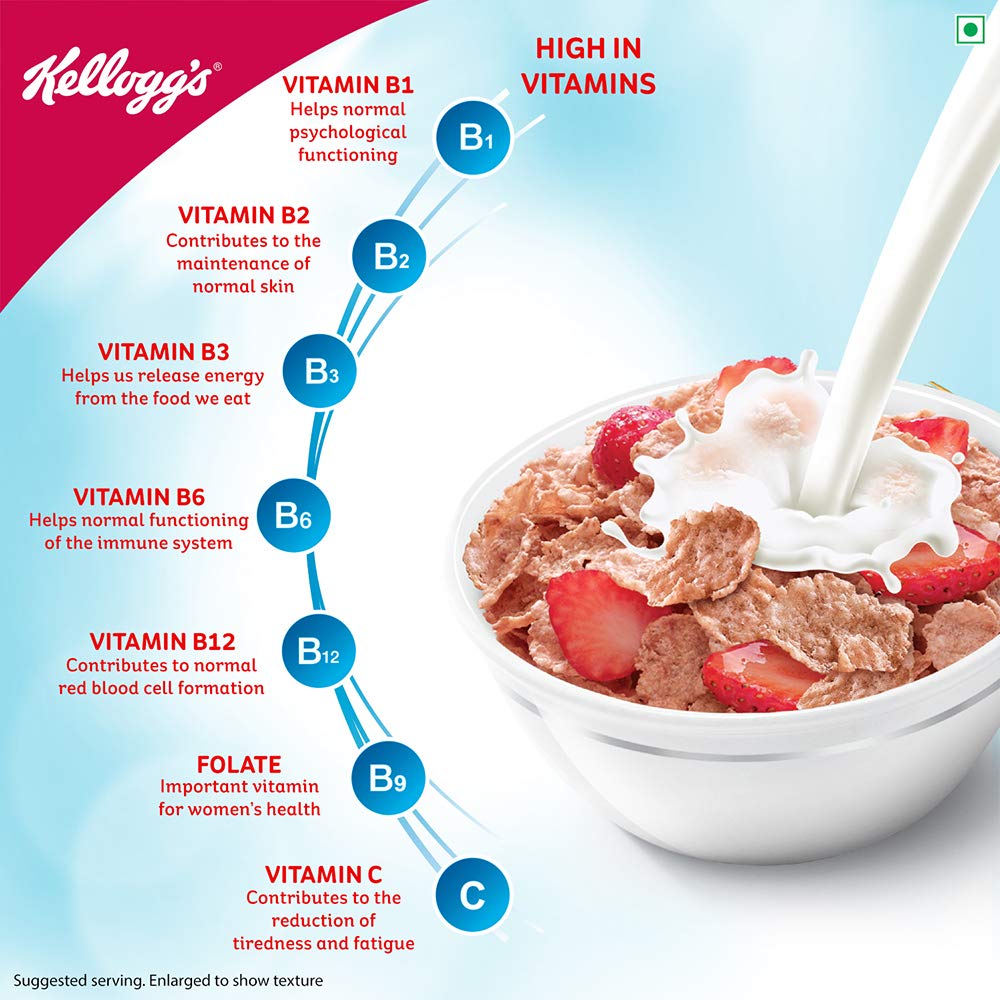 Kellogg's®
HIGH IN
VITAMINS
VITAMIN B1
Helps normal
psychological
functioning
B1
VITAMIN B2
Contributes to the
maintenance of
normal skin
B2
VITAMIN B3
Helps us release energy
from the food we eat
B3
VITAMIN B6
Helps normal functioning
of the immune system
B6
VITAMIN B12
Contributes to normal
red blood cell formation
B12
FOLATE
Important vitamin
for women's health
B9
VITAMIN C
Contributes to the
reduction of
tiredness and fatigue
C
Suggested serving. Enlarged to show texture